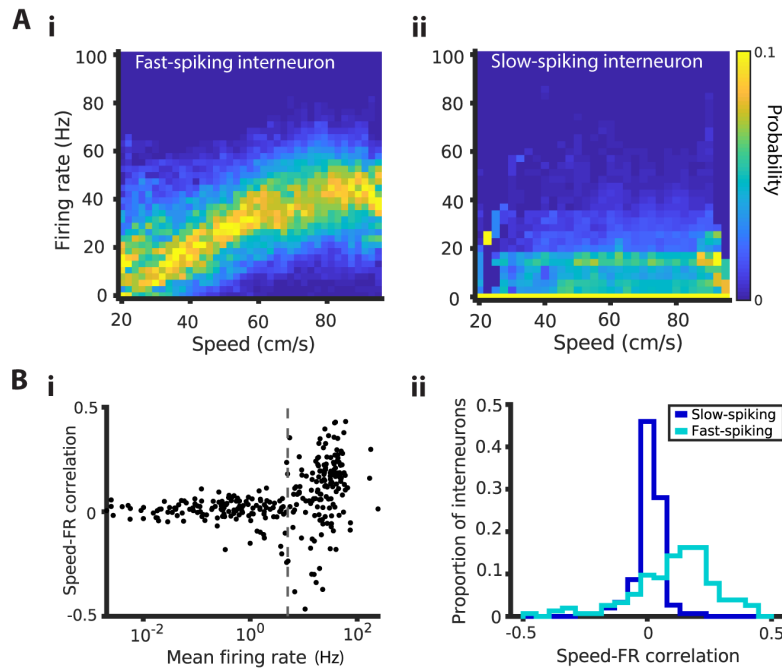 A
i
Fast-spiking interneuron
100
80
60
40
20
0
Firing rate (Hz)
20
40
60
80
Speed (cm/s)
ii
Slow-spiking interneuron
100
80
60
40
20
0
20
40
60
80
Speed (cm/s)
0.1
Probability
0
B
i
0.5
0
-0.5
Speed-FR correlation
10-2
100
102
Mean firing rate (Hz)
ii
0.5
0.4
0.3
0.2
0.1
0
Proportion of interneurons
Slow-spiking
Fast-spiking
-0.5
0
0.5
Speed-FR correlation